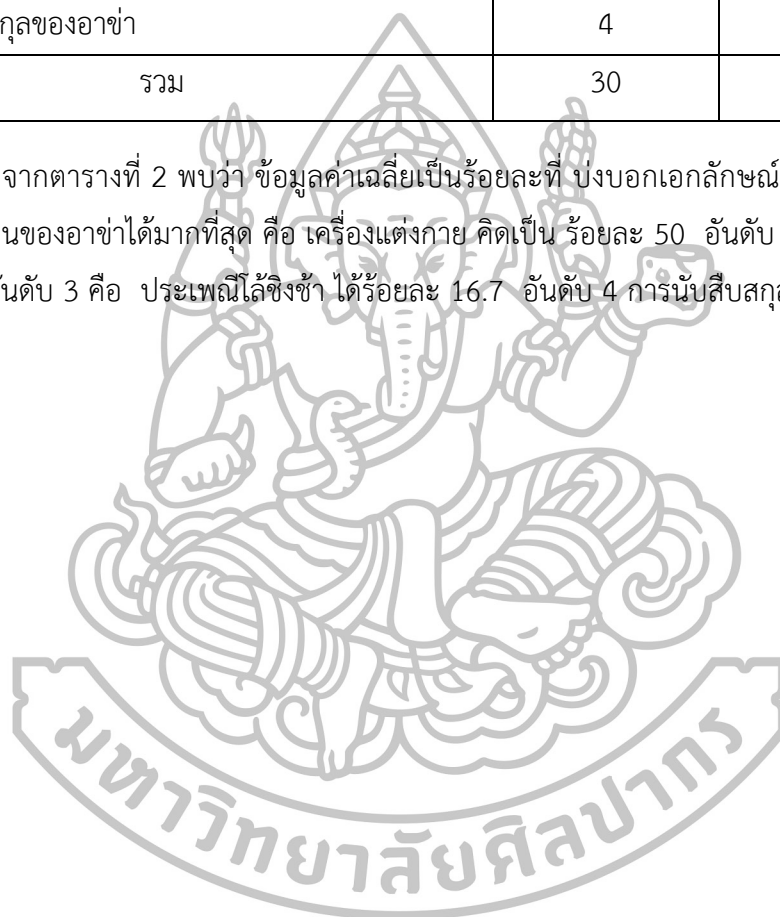 กุลของอาข่า 4
รวม 30
จากตารางที่ 2 พบว่า ข้อมูลค่าเฉลี่ยเป็นร้อยละที่ บ่งบอกเอกลักษณ์
นของอาข่าได้มากที่สุด คือ เครื่องแต่งกาย คิดเป็น ร้อยละ 50 อันดับ
ันดับ 3 คือ ประเพณีโล้ชิงช้า ได้ร้อยละ 16.7 อันดับ 4 การนับสืบสกุล
มหาวิทยาลัยศิลปากร